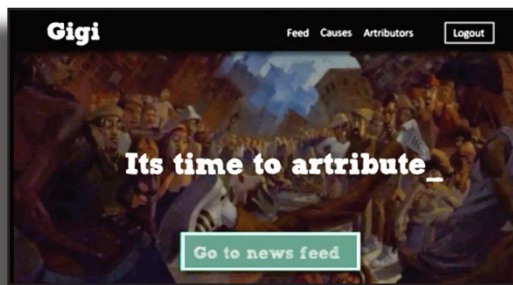 Gigi
Feed Causes Artributors Logout
Its time to artribute_
Go to news feed